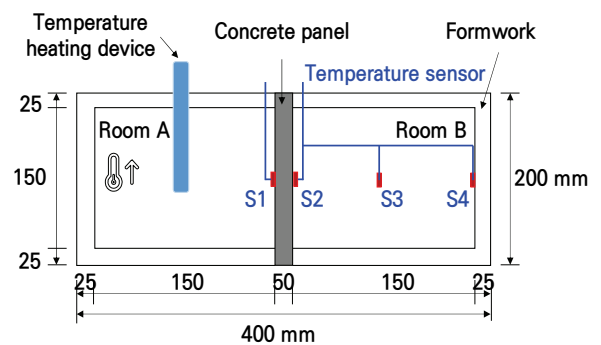 Temperature
heating device
Concrete panel
Formwork
Temperature sensor
25
Room A
Room B
150
200 mm
S1
S2
S3
S4
25
25
150
50
150
25
400 mm